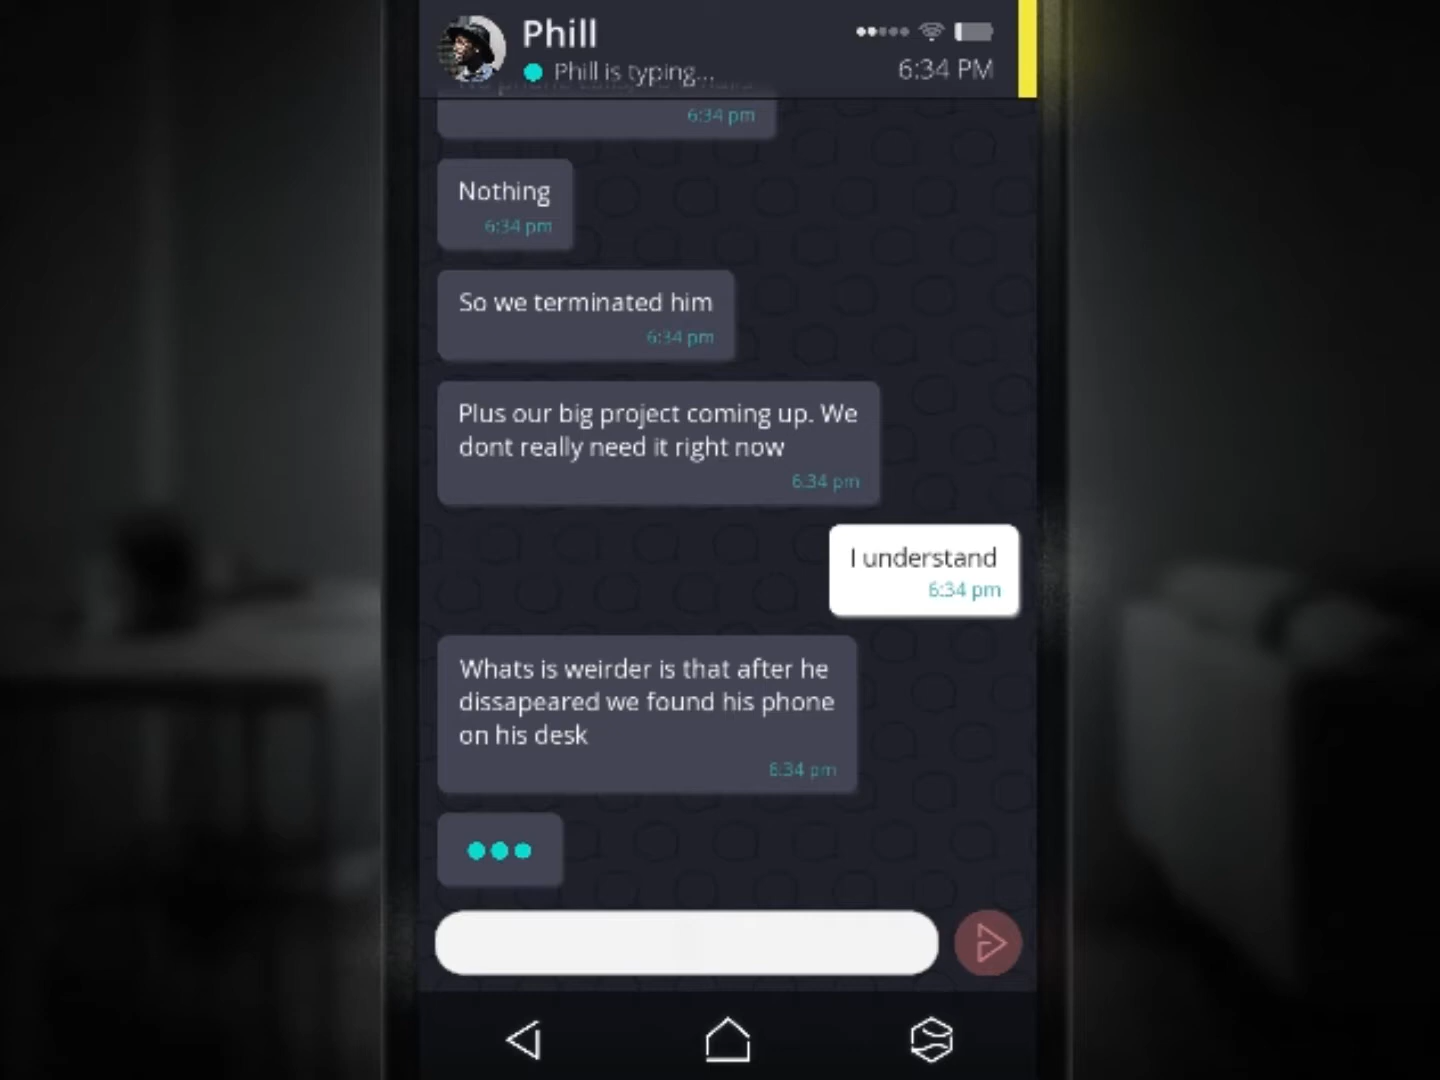 Phill
Phill is typing...
6:34 PM
6:34 pm
Nothing
6:34 pm
So we terminated him
6:34 pm
Plus our big project coming up. We
dont really need it right now
6:34 pm
I understand
6:34 pm
Whats is weirder is that after he
dissapeared we found his phone
on his desk
6:34 pm